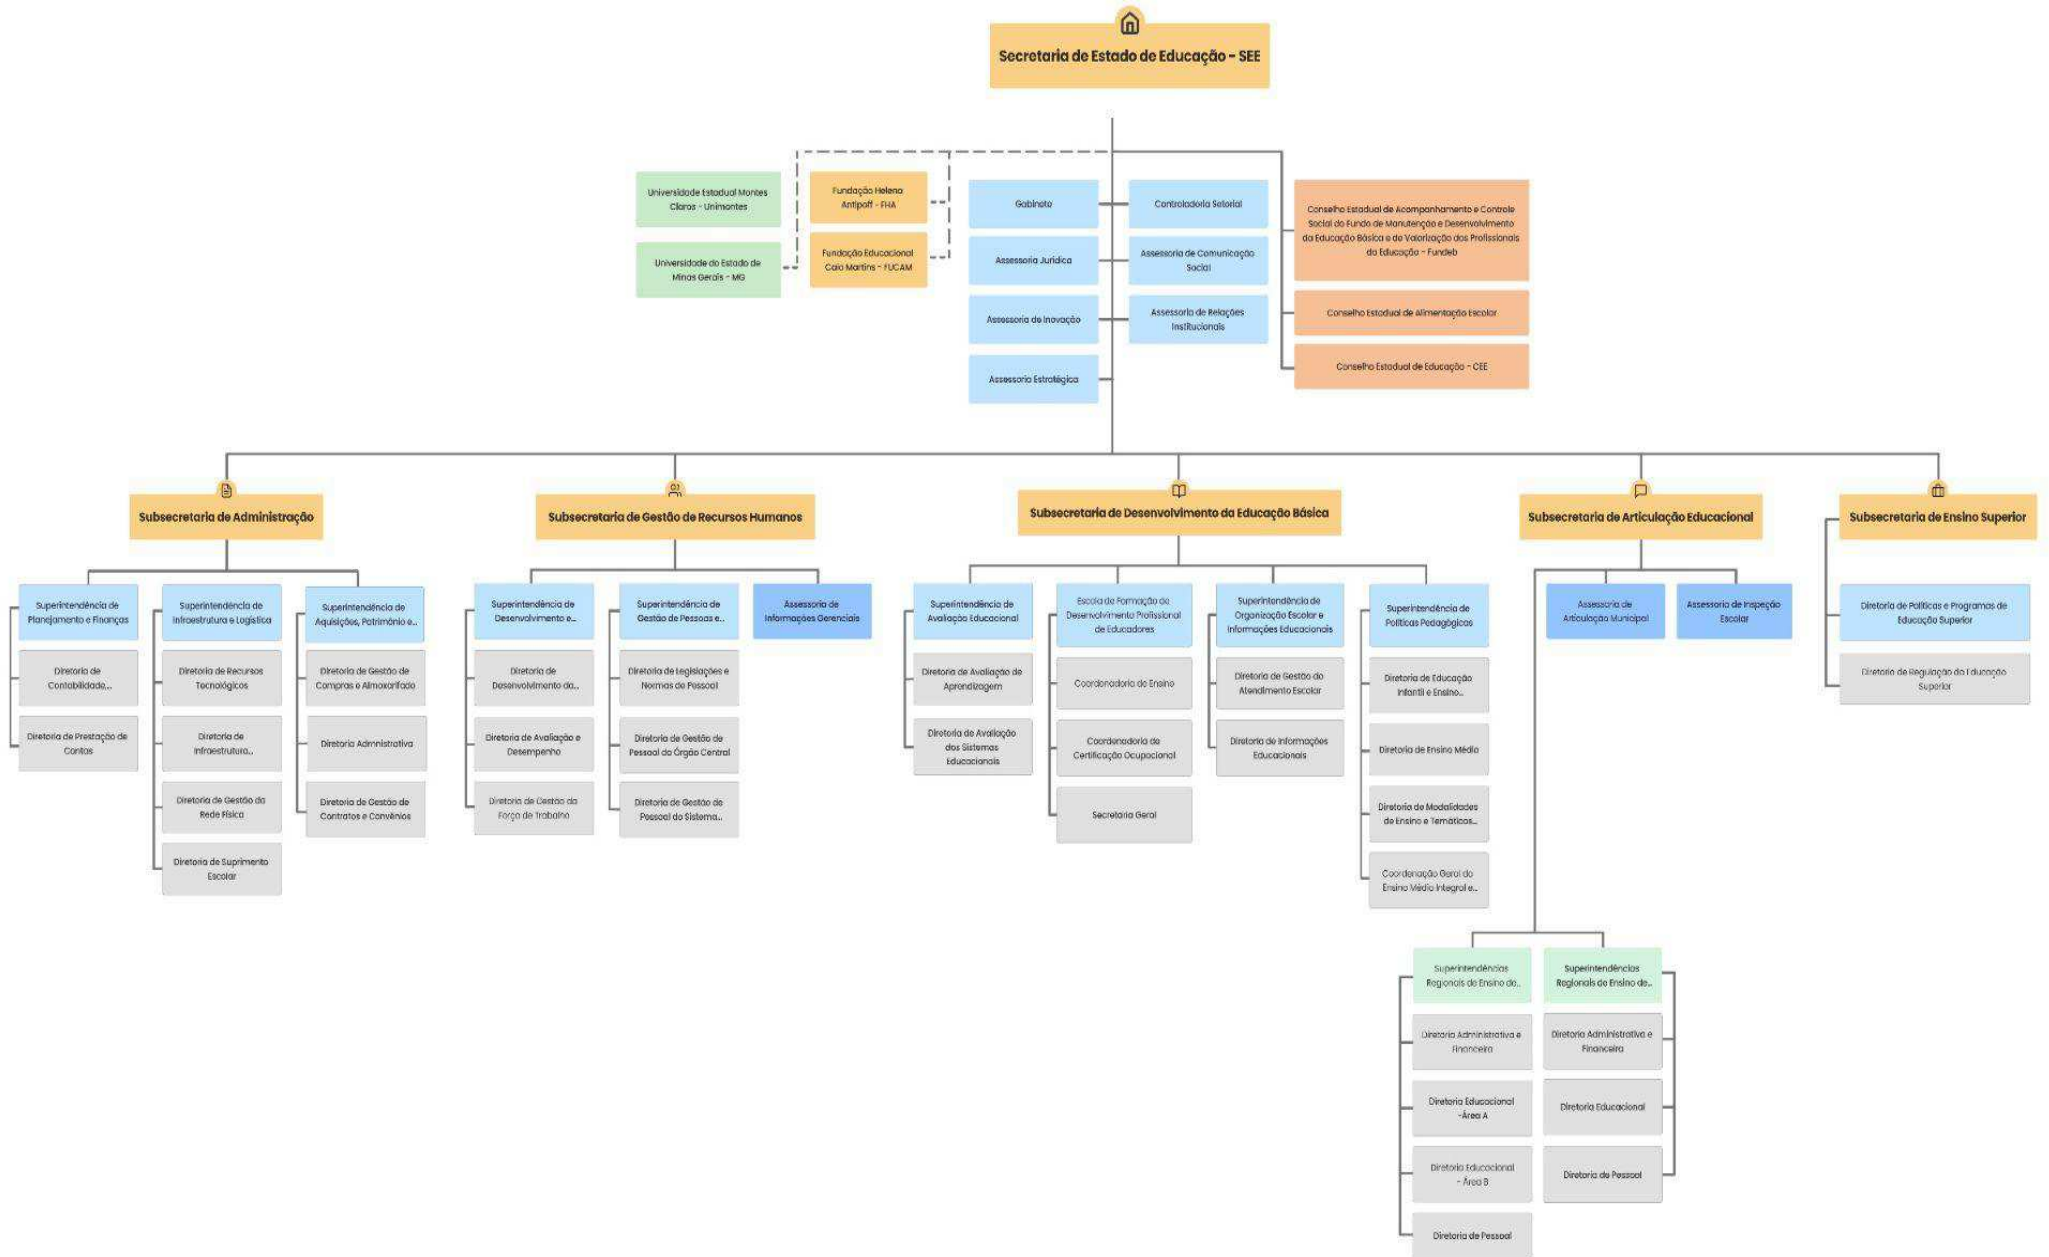 Secretaria de Estado de Educação - SEE
Universidade Estadual Montes
Claros - Unimontes
Universidade do Estado de
Minas Gerais - MG
Fundação Helena
Antipoff - FHA
Fundação Educacional
Caio Martins - FUCAM
Gabinete
Controladoria Setorial
Assessoria Jurídica
Assessoria de Comunicação
Social
Assessoria de Inovação
Assessoria de Relações
Institucionais
Assessoria Estratégica
Conselho Estadual de Acompanhamento e Controle
Social do Fundo de Manutenção e Desenvolvimento
da Educação Básica e de Valorização dos Profissionais
da Educação - Fundeb
Conselho Estadual de Alimentação Escolar
Conselho Estadual de Educação - CEE
Subsecretaria de Administração
Superintendência de
Planejamento e Finanças
Diretoria de
Contabilidade,...
Diretoria de Prestação de
Contas
Superintendência de
Infraestrutura e Logística
Diretoria de Recursos
Tecnológicos
Diretoria de
Infraestrutura...
Diretoria de Gestão da
Rede Física
Diretoria de Suprimento
Escolar
Superintendência de
Aquisições, Patrimônio e...
Diretoria de Gestão de
Compras e Almoxarifado
Diretoria Admnistrativa
Diretoria de Gestão de
Contratos e Convênios
Subsecretaria de Gestão de Recursos Humanos
Superintendência de
Desenvolvimento e...
Diretoria de
Desenvolvimento da...
Diretoria de Avaliação e
Desempenho
Diretoria de Gestão da
Força de Trabalho
Superintendência de
Gestão de Pessoas e...
Diretoria de Legislações e
Normas de Pessoal
Diretoria de Gestão de
Pessoal do Órgão Central
Diretoria de Gestão de
Pessoal do Sistema...
Assessoria de
Informações Gerenciais
Subsecretaria de Desenvolvimento da Educação Básica
Superintendência de
Avaliação Educacional
Diretoria de Avaliação de
Aprendizagem
Diretoria de Avaliação
dos Sistemas
Educacionais
Escola de Formação de
Desenvolvimento Profissional
de Educadores
Coordenadoria de Ensino
Coordenadoria de
Certificação Ocupacional
Secretaria Geral
Superintendência de
Organização Escolar e
Informações Educacionais
Diretoria de Gestão do
Atendimento Escolar
Diretoria de Informações
Educacionais
Superintendência de
Políticas Pedagógicas
Diretoria de Educação
Infantil e Ensino...
Diretoria de Ensino Médio
Diretoria de Modalidades
de Ensino e Temáticas...
Coordenação Geral do
Ensino Médio Integral e...
Subsecretaria de Articulação Educacional
Assessoria de
Articulação Municipal
Assessoria de Inspeção
Escolar
Superintendências
Regionais de Ensino de...
Diretoria Administrativa e
Financeira
Diretoria Educacional
-Área A
Diretoria Educacional
- Área B
Diretoria de Pessoal
Superintendências
Regionais de Ensino de...
Diretoria Administrativa e
Financeira
Diretoria Educacional
Diretoria de Pessoal
Subsecretaria de Ensino Superior
Diretoria de Políticas e Programas de
Educação Superior
Diretoria de Regulação da Educação
Superior